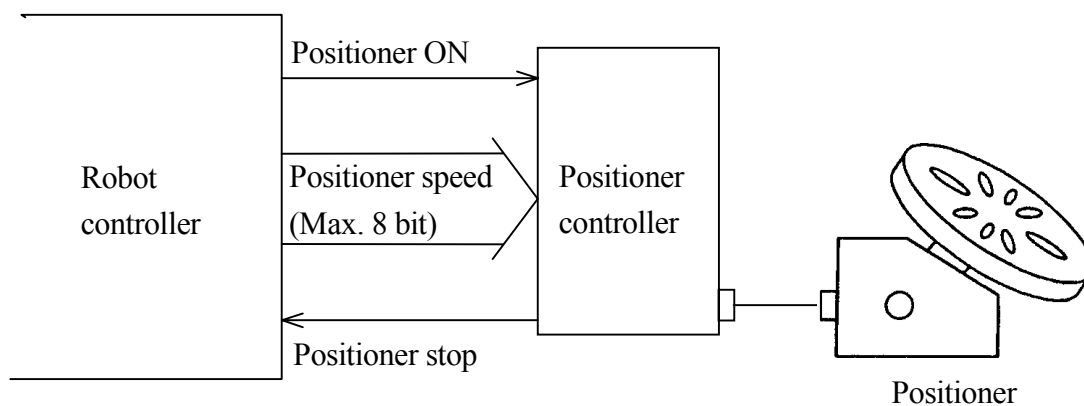 Positioner ON
Robot
controller
Positioner speed
(Max. 8 bit)
Positioner
controller
Positioner stop
Positioner